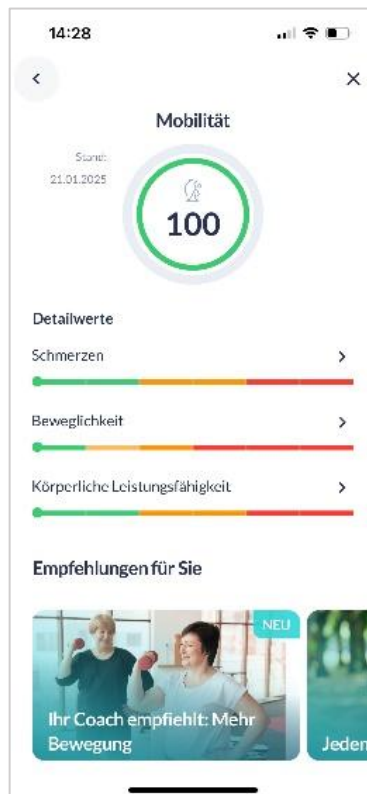 14:28
Mobilität
Stand:
21.01.2025
100
Detailwerte
Schmerzen
Beweglichkeit
Körperliche Leistungsfähigkeit
Empfehlungen für Sie
NEU
Ihr Coach empfiehlt: Mehr
Bewegung
Jeden